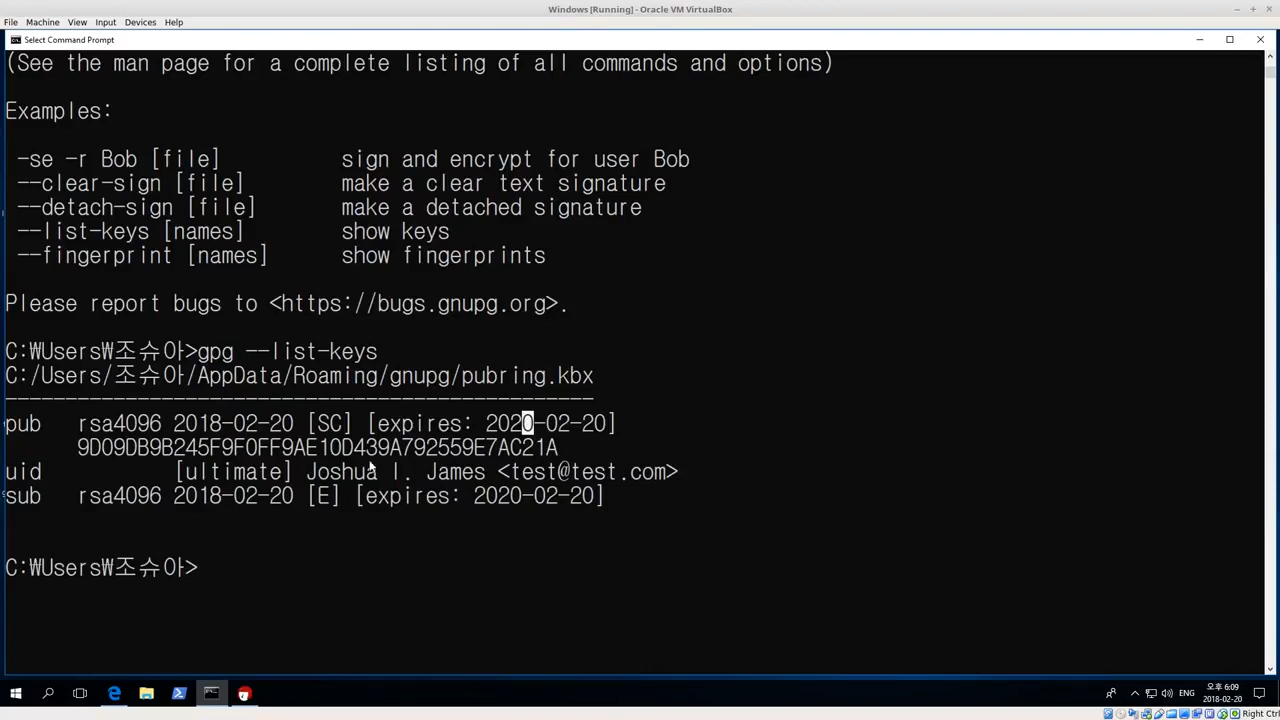 Windows [Running] - Oracle VM VirtualBox
File Machine View Input Devices Help
Select Command Prompt
(See the man page for a complete listing of all commands and options)
Examples:
-se -r Bob [file] sign and encrypt for user Bob
--clear-sign [file] make a clear text signature
--detach-sign [file] make a detached signature
--list-keys [names] show keys
--fingerprint [names] show fingerprints
Please report bugs to <https://bugs.gnupg.org>.
C:₩Users₩조슈아>gpg --list-keys
C:/Users/조슈아/AppData/Roaming/gnupg/pubring.kbx
-------------------------------------------------
pub rsa4096 2018-02-20 [SC] [expires: 2020-02-20]
9D09DB9B245F9F0FF9AE10D439A792559E7AC21A
uid [ultimate] Joshua I. James <test@test.com>
sub rsa4096 2018-02-20 [E] [expires: 2020-02-20]
C:₩Users₩조슈아>
ENG
오후 6:09
2018-02-20
Right Ctrl